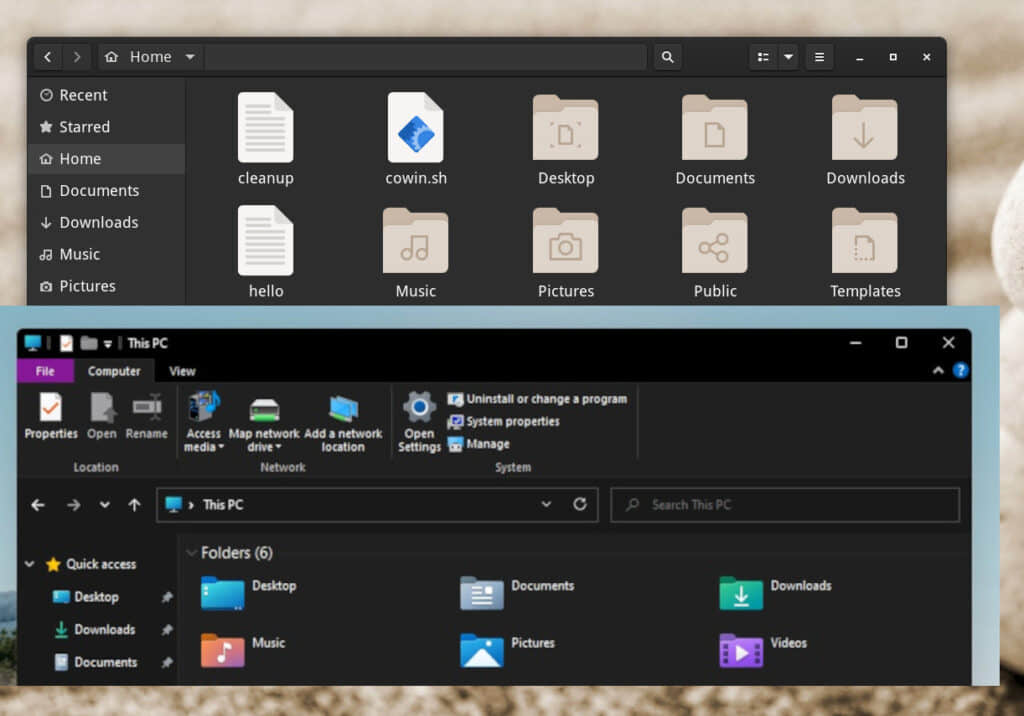 Home
Recent
Starred
Home
Documents
Downloads
Music
Pictures
cleanup cowin.sh Desktop Documents Downloads
hello Music Pictures Public Templates
This PC
File Computer View
Properties Open Rename
Location
Access media Map network drive Add a network location
Network
Open Settings
Uninstall or change a program
System properties
Manage
System
This PC
Search This PC
Quick access
Desktop
Downloads
Documents
Folders (6)
Desktop Documents Downloads
Music Pictures Videos